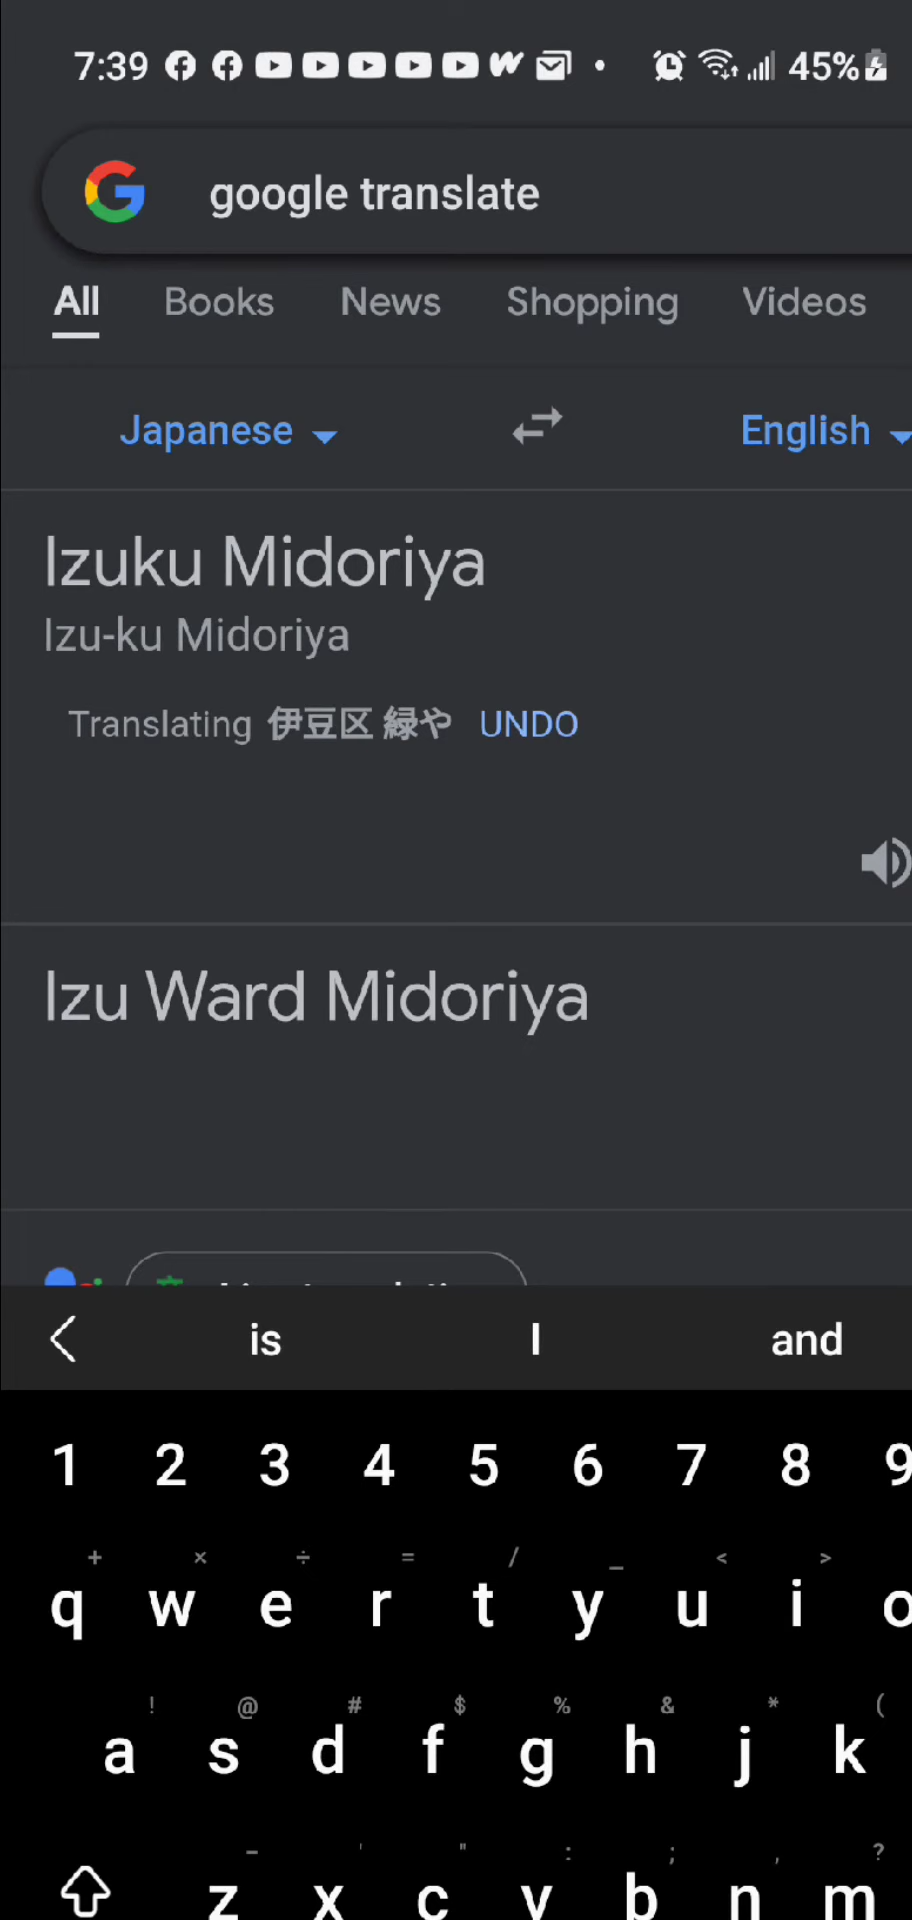 7:39 45%
google translate
All Books News Shopping Videos
Japanese English
Izuku Midoriya
Izu-ku Midoriya
Translating 伊豆区 緑や UNDO
Izu Ward Midoriya
is I and
1 2 3 4 5 6 7 8 9
+ × ÷ = / _ < >
q w e r t y u i o
! @ # $ % & * (
a s d f g h j k
- ' " : ; , ?
z x c v b n m